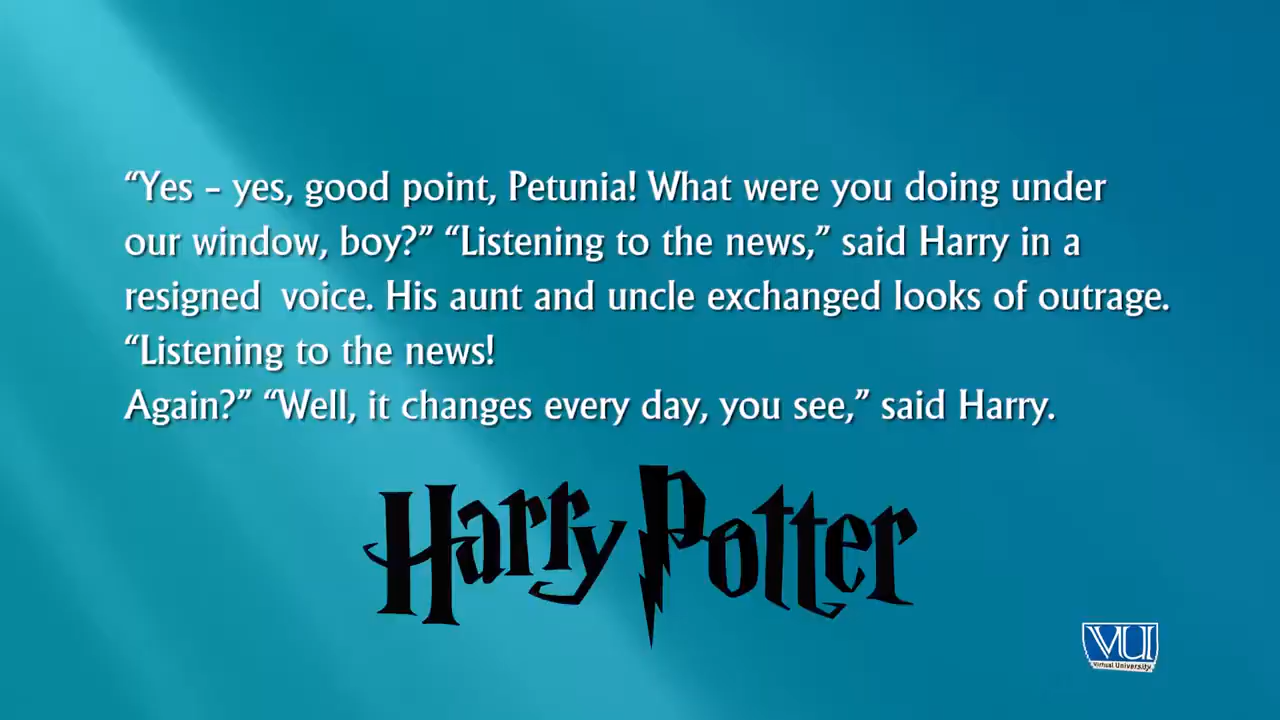 “Yes – yes, good point, Petunia! What were you doing under
our window, boy?” “Listening to the news,” said Harry in a
resigned  voice. His aunt and uncle exchanged looks of outrage.
“Listening to the news!
Again?” “Well, it changes every day, you see,” said Harry.
Harry Potter
VU
Virtual University